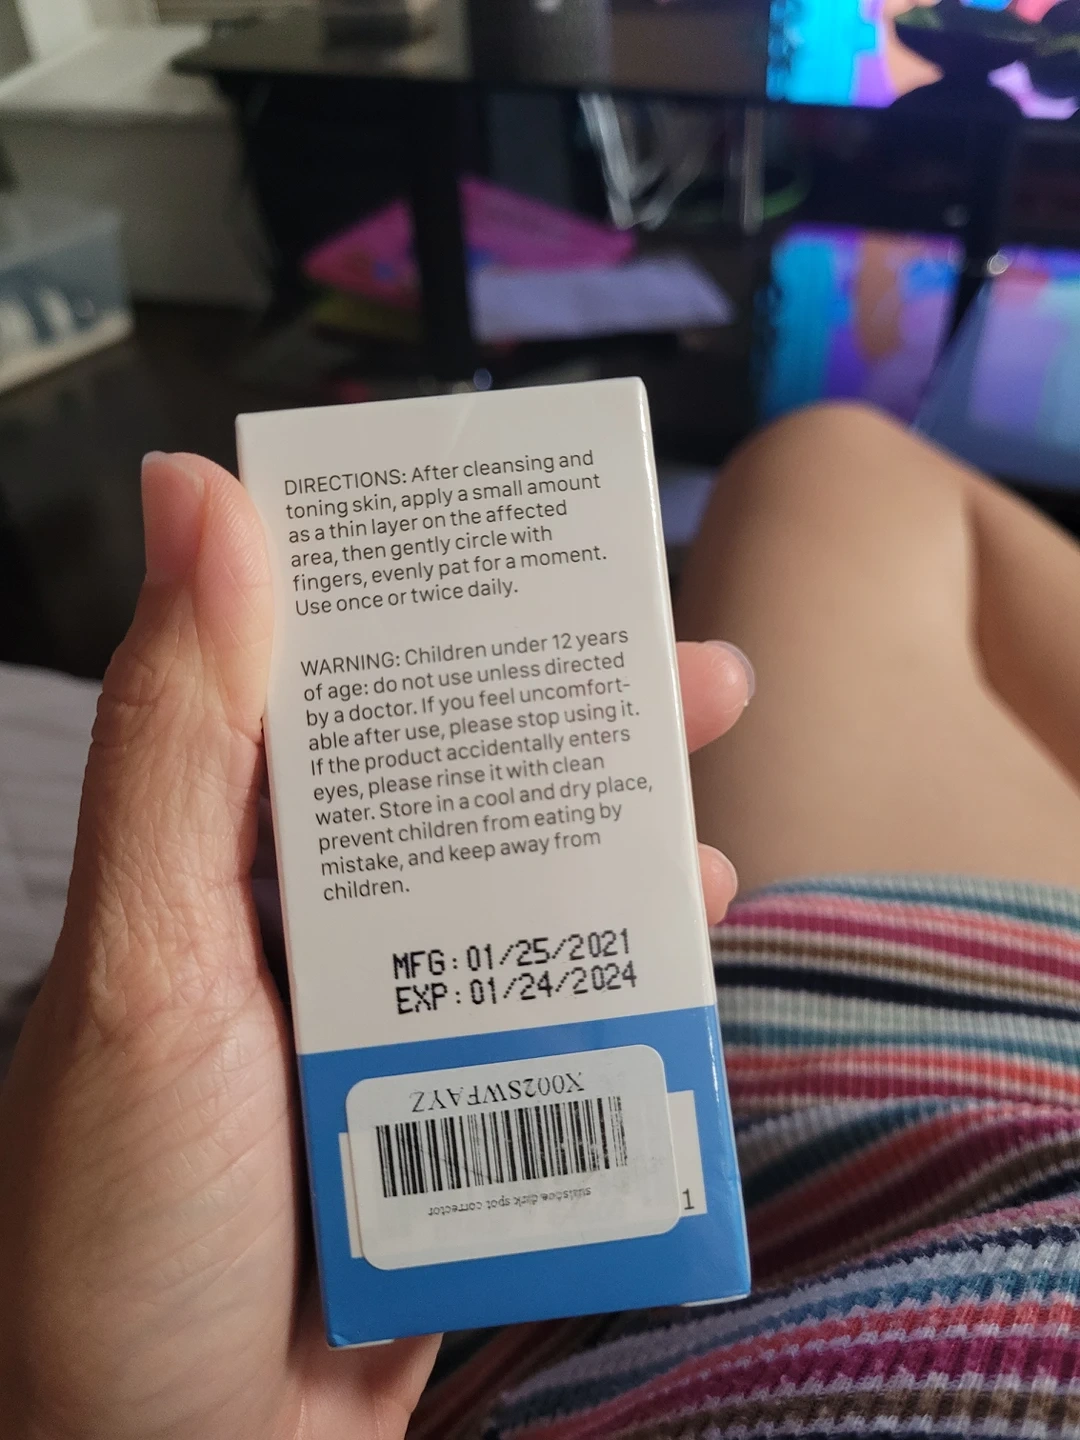 DIRECTIONS: After cleansing and
toning skin, apply a small amount
as a thin layer on the affected
area, then gently circle with
fingers, evenly pat for a moment.
Use once or twice daily.
WARNING: Children under 12 years
of age: do not use unless directed
by a doctor. If you feel uncomfort-
able after use, please stop using it.
If the product accidentally enters
eyes, please rinse it with clean
water. Store in a cool and dry place,
prevent children from eating by
mistake, and keep away from
children.
MFG: 01/25/2021
EXP: 01/24/2024
X002SWFAYZ
spot corrector
1